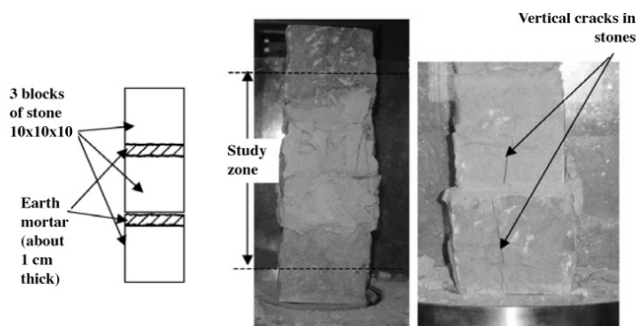 3 blocks
of stone
10x10x10
Earth
mortar
(about
1 cm
thick)
Study
zone
Vertical cracks in
stones